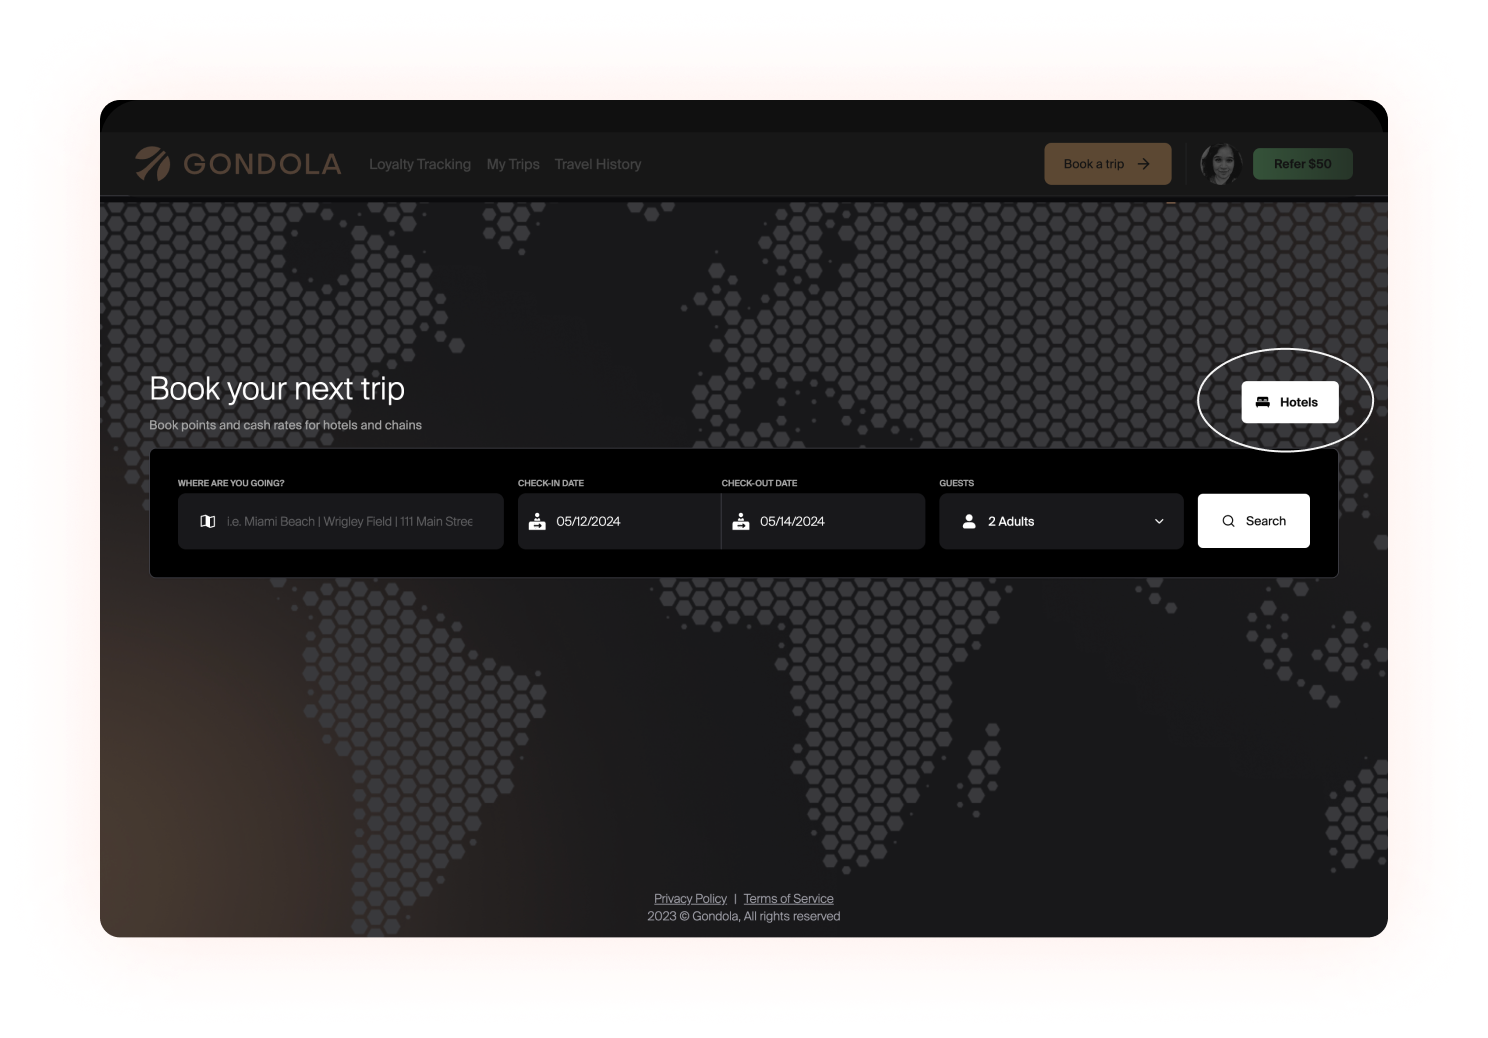 GONDOLA
Loyalty Tracking
My Trips
Travel History
Book a trip
Refer $50
Book your next trip
Book points and cash rates for hotels and chains
Hotels
WHERE ARE YOU GOING?
i.e. Miami Beach | Wrigley Field | 111 Main Stree
CHECK-IN DATE
05/12/2024
CHECK-OUT DATE
05/14/2024
GUESTS
2 Adults
Search
Privacy Policy | Terms of Service
2023 © Gondola, All rights reserved